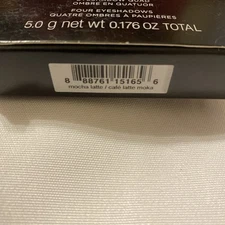 OMBRE EN QUATUOR
FOUR EYESHADOWS
QUATRE OMBRES À PAUPIÈRES
5.0 g net wt 0.176 OZ TOTAL
8 88761 15165 6
mocha latte / café latte moka